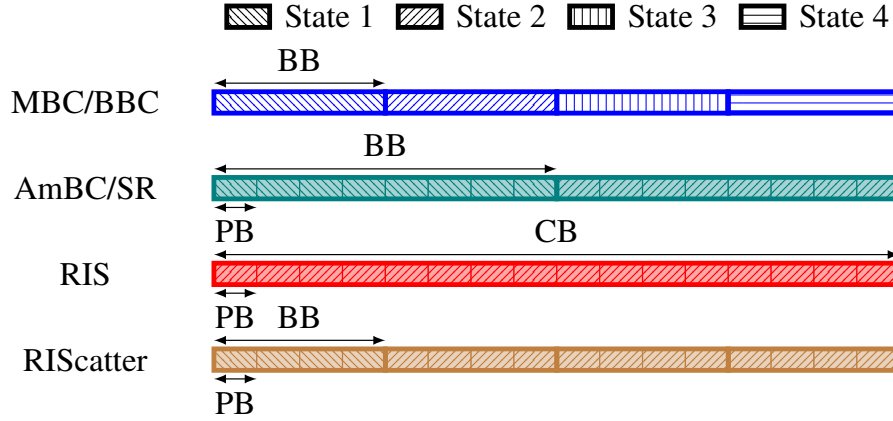 State 1 State 2 State 3 State 4
BB
MBC/BBC
BB
AmBC/SR
PB CB
RIS
PB BB
RIScatter
PB